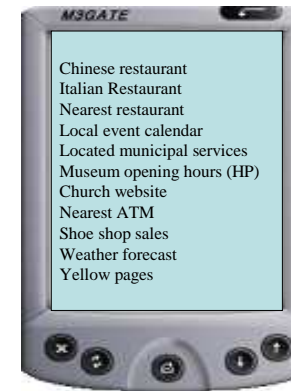 M3GATE
Chinese restaurant
Italian Restaurant
Nearest restaurant
Local event calendar
Located municipal services
Museum opening hours (HP)
Church website
Nearest ATM
Shoe shop sales
Weather forecast
Yellow pages